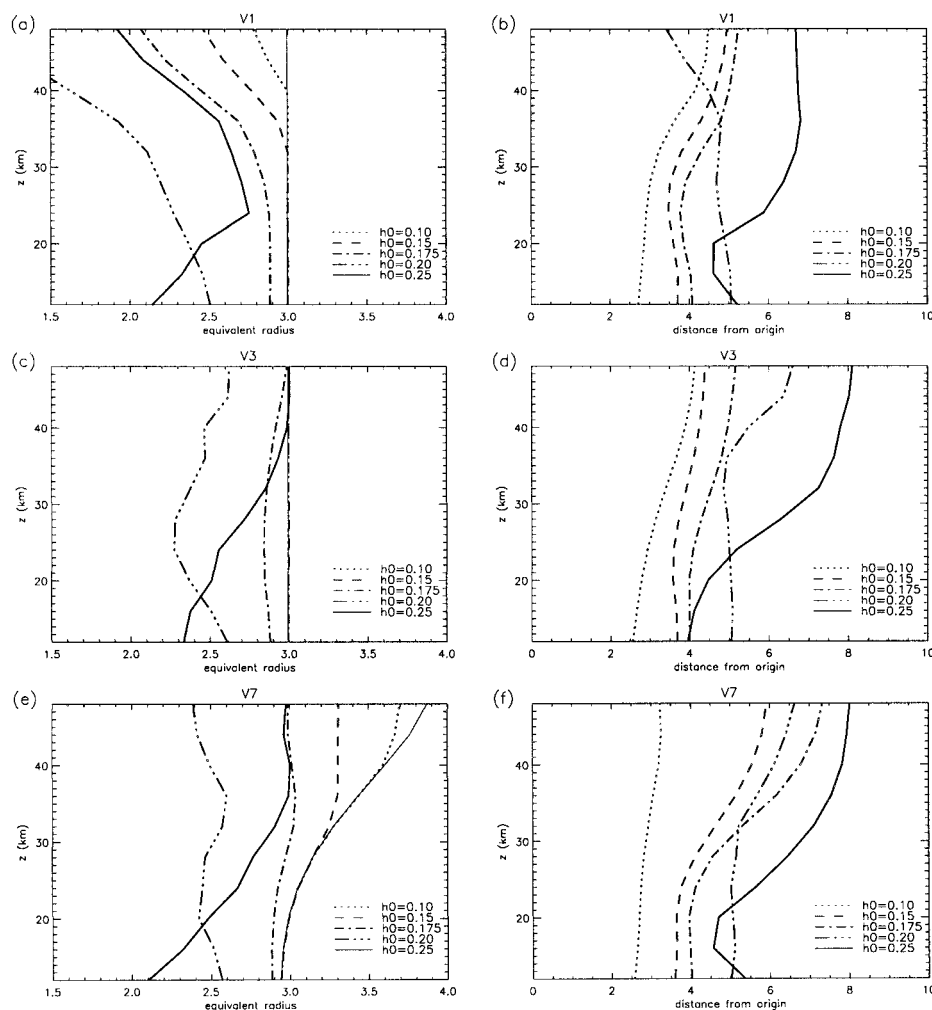 (a)
V1
z (km)
40
30
20
h0=0.10
h0=0.15
h0=0.175
h0=0.20
h0=0.25
1.5 2.0 2.5 3.0 3.5 4.0
equivalent radius
(b)
V1
z (km)
40
30
20
h0=0.10
h0=0.15
h0=0.175
h0=0.20
h0=0.25
0 2 4 6 8 10
distance from origin
(c)
V3
z (km)
40
30
20
h0=0.10
h0=0.15
h0=0.175
h0=0.20
h0=0.25
1.5 2.0 2.5 3.0 3.5 4.0
equivalent radius
(d)
V3
z (km)
40
30
20
h0=0.10
h0=0.15
h0=0.175
h0=0.20
h0=0.25
0 2 4 6 8 10
distance from origin
(e)
V7
z (km)
40
30
20
h0=0.10
h0=0.15
h0=0.175
h0=0.20
h0=0.25
1.5 2.0 2.5 3.0 3.5 4.0
equivalent radius
(f)
V7
z (km)
40
30
20
h0=0.10
h0=0.15
h0=0.175
h0=0.20
h0=0.25
0 2 4 6 8 10
distance from origin